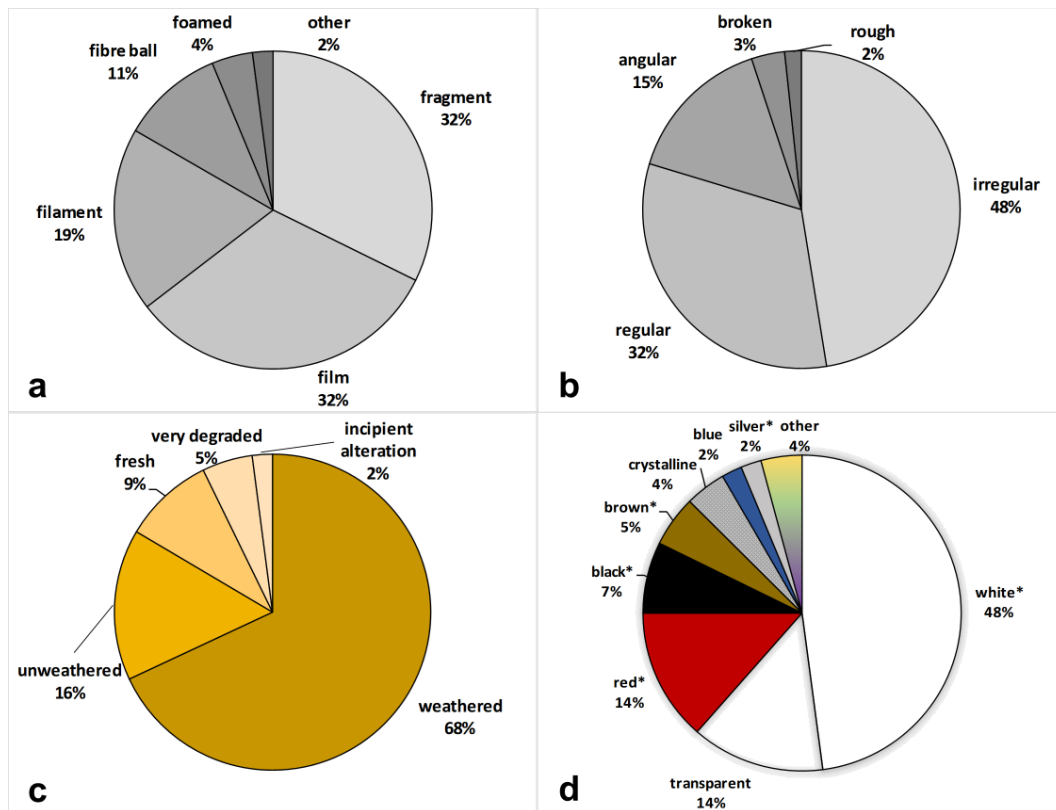 foamed
4%
other
2%
fibre ball
11%
fragment
32%
filament
19%
film
32%
a
broken
3%
rough
2%
angular
15%
irregular
48%
regular
32%
b
very degraded
5%
incipient
alteration
2%
fresh
9%
unweathered
16%
weathered
68%
c
silver*
2%
other
4%
blue
2%
crystalline
4%
brown*
5%
black*
7%
white*
48%
red*
14%
transparent
14%
d